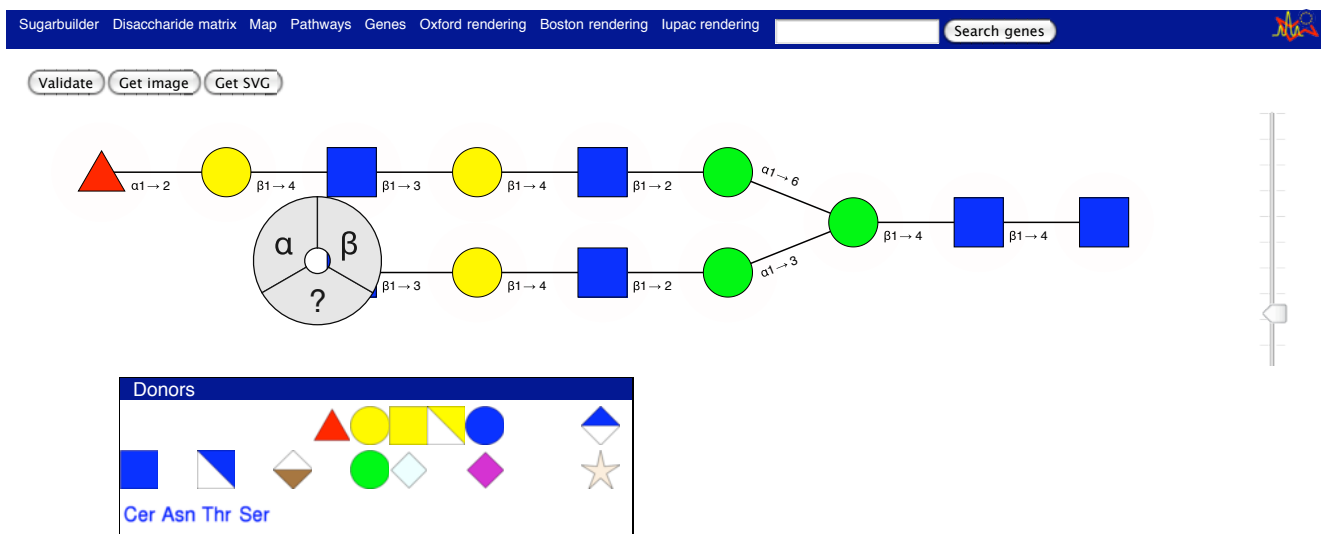 Sugarbuilder Disaccharide matrix Map Pathways Genes Oxford rendering Boston rendering Iupac rendering Search genes
Validate Get image Get SVG
α1→2 β1→4 β1→3 β1→4 β1→2 α1→6
β1→4 β1→4
α β
?
β1→3 β1→4 β1→2 α1→3
Donors
Cer Asn Thr Ser